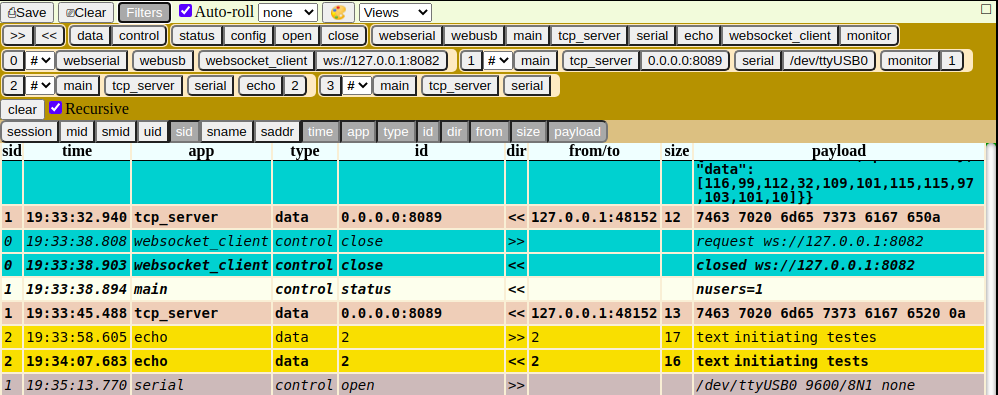 Save Clear Filters Auto-roll none 🎨 Views
>> << data control status config open close webserial webusb main tcp_server serial echo websocket_client monitor
0 # webserial webusb websocket_client ws://127.0.0.1:8082 1 # main tcp_server 0.0.0.0:8089 serial /dev/ttyUSB0 monitor 1
2 # main tcp_server serial echo 2 3 # main tcp_server serial
clear Recursive
session mid smid uid sid sname saddr time app type id dir from size payload
sid time app type id dir from/to size payload
"data":
[116,99,112,32,109,101,115,115,97
,103,101,10]}}
1 19:33:32.940 tcp_server data 0.0.0.0:8089 << 127.0.0.1:48152 12 7463 7020 6d65 7373 6167 650a
0 19:33:38.808 websocket_client control close >> request ws://127.0.0.1:8082
0 19:33:38.903 websocket_client control close << closed ws://127.0.0.1:8082
1 19:33:38.894 main control status << nusers=1
1 19:33:45.488 tcp_server data 0.0.0.0:8089 << 127.0.0.1:48152 13 7463 7020 6d65 7373 6167 6520 0a
2 19:33:58.605 echo data 2 >> 2 17 text initiating testes
2 19:34:07.683 echo data 2 << 2 16 text initiating tests
1 19:35:13.770 serial control open >> /dev/ttyUSB0 9600/8N1 none